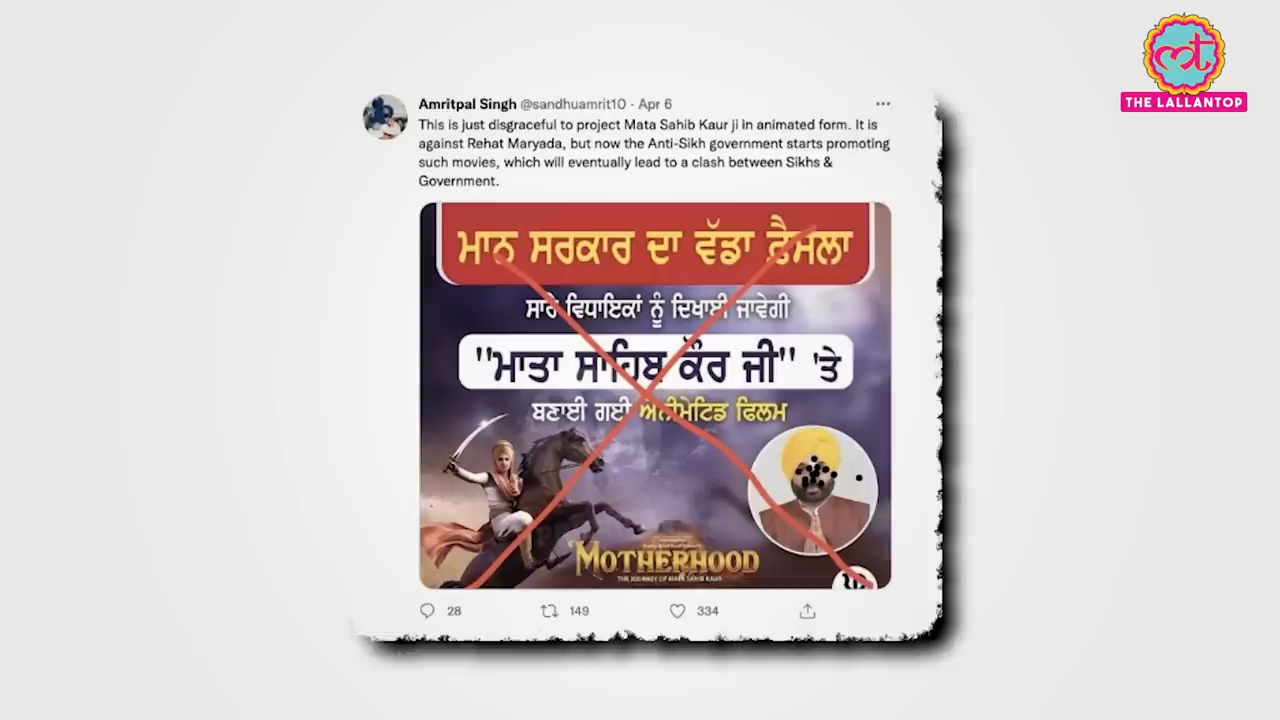 THE LALLANTOP
Amritpal Singh @sandhuamrit10 · Apr 6
This is just disgraceful to project Mata Sahib Kaur ji in animated form. It is
against Rehat Maryada, but now the Anti-Sikh government starts promoting
such movies, which will eventually lead to a clash between Sikhs &
Government.
ਮਾਨ ਸਰਕਾਰ ਦਾ ਵੱਡਾ ਫ਼ੈਸਲਾ
ਸਾਰੇ ਵਿਧਾਇਕਾਂ ਨੂੰ ਦਿਖਾਈ ਜਾਵੇਗੀ
"ਮਾਤਾ ਸਾਹਿਬ ਕੌਰ ਜੀ" 'ਤੇ
ਬਣਾਈ ਗਈ ਐਨੀਮੇਟਿਡ ਫਿਲਮ
MOTHERHOOD
THE JOURNEY OF MATA SAHIB KAUR
28 149 334